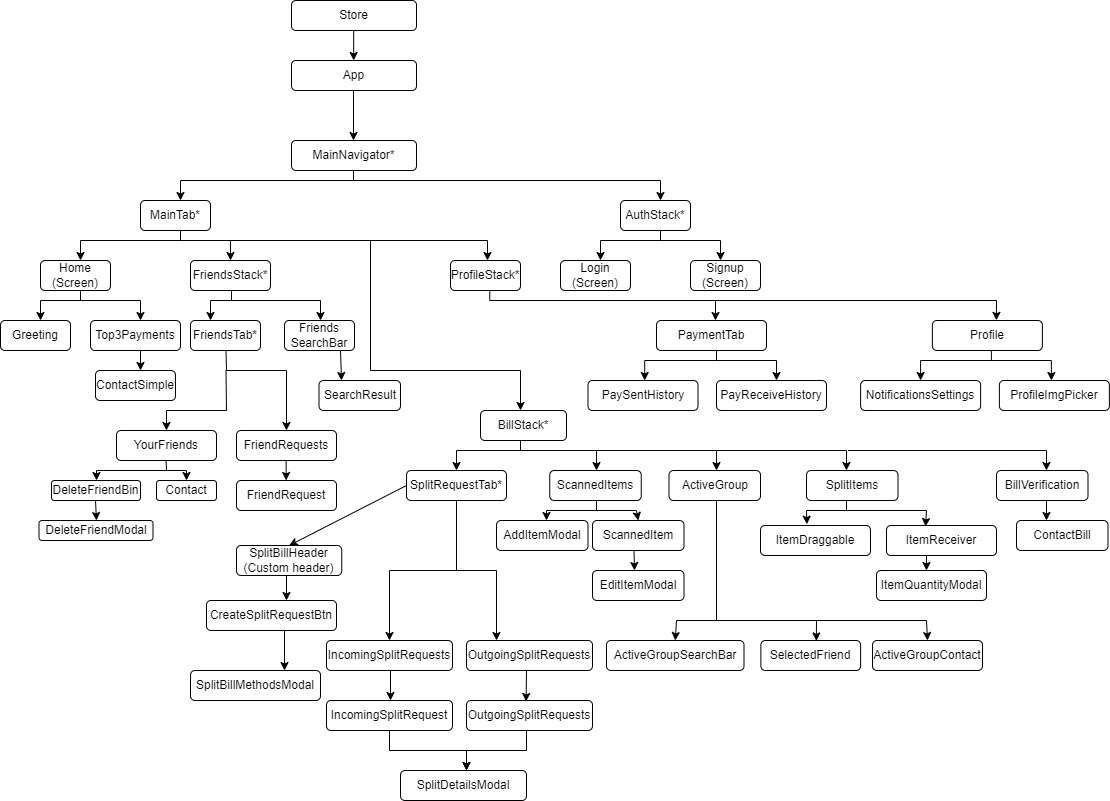 Store
App
MainNavigator*
MainTab*
AuthStack*
Home
(Screen)
FriendsStack*
ProfileStack*
Login
(Screen)
Signup
(Screen)
Greeting
Top3Payments
FriendsTab*
Friends
SearchBar
PaymentTab
Profile
ContactSimple
SearchResult
PaySentHistory
PayReceiveHistory
NotificationsSettings
ProfileImgPicker
BillStack*
YourFriends
FriendRequests
DeleteFriendBin
Contact
FriendRequest
SplitRequestTab*
ScannedItems
ActiveGroup
SplitItems
BillVerification
DeleteFriendModal
AddItemModal
ScannedItem
ItemDraggable
ItemReceiver
ContactBill
SplitBillHeader
(Custom header)
EditItemModal
ItemQuantityModal
CreateSplitRequestBtn
IncomingSplitRequests
OutgoingSplitRequests
ActiveGroupSearchBar
SelectedFriend
ActiveGroupContact
SplitBillMethodsModal
IncomingSplitRequest
OutgoingSplitRequests
SplitDetailsModal